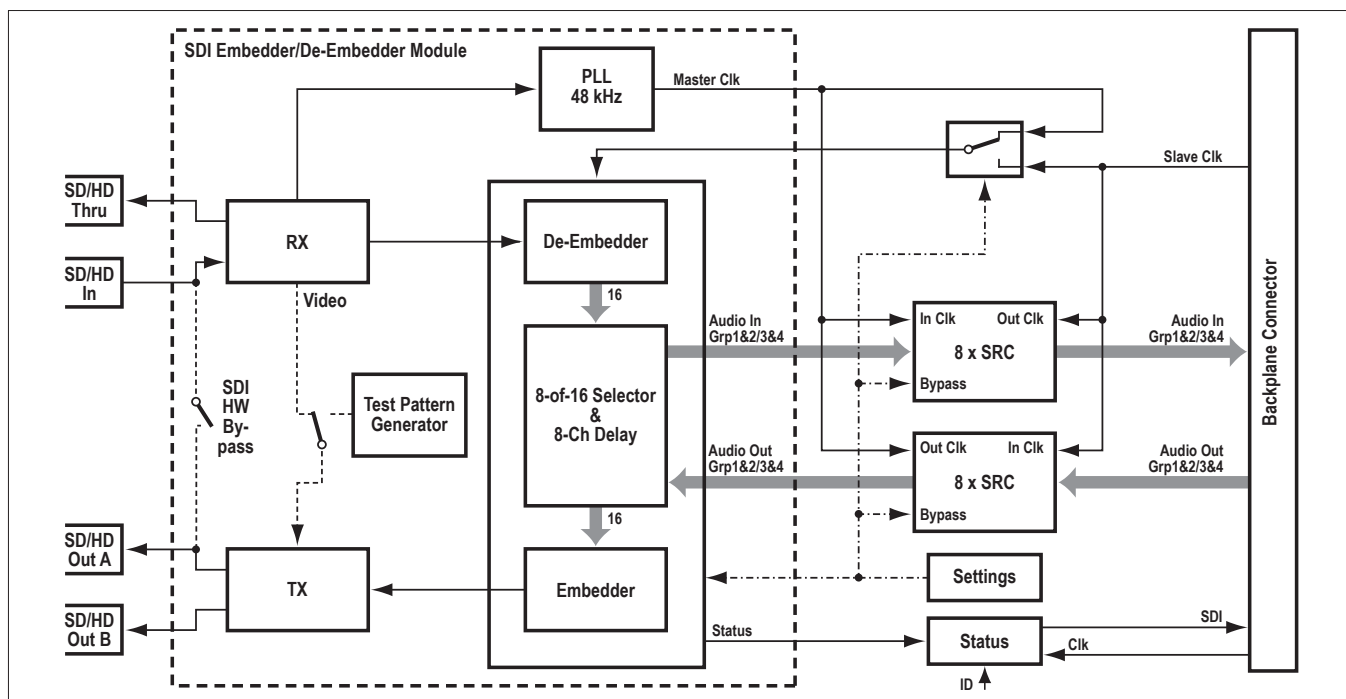 SDI Embedder/De-Embedder Module
PLL
48 kHz
Master Clk
Slave Clk
SD/HD
Thru
RX
De-Embedder
SD/HD
In
Video
16
Audio In
Grp1&2/3&4
In Clk
Out Clk
8 x SRC
Bypass
Audio In
Grp1&2/3&4
Backplane Connector
SDI
HW
By-
pass
Test Pattern
Generator
8-of-16 Selector
&
8-Ch Delay
Audio Out
Grp1&2/3&4
Out Clk
In Clk
8 x SRC
Bypass
Audio Out
Grp1&2/3&4
16
SD/HD
Out A
TX
Embedder
Settings
SD/HD
Out B
Status
Status
SDI
Clk
ID